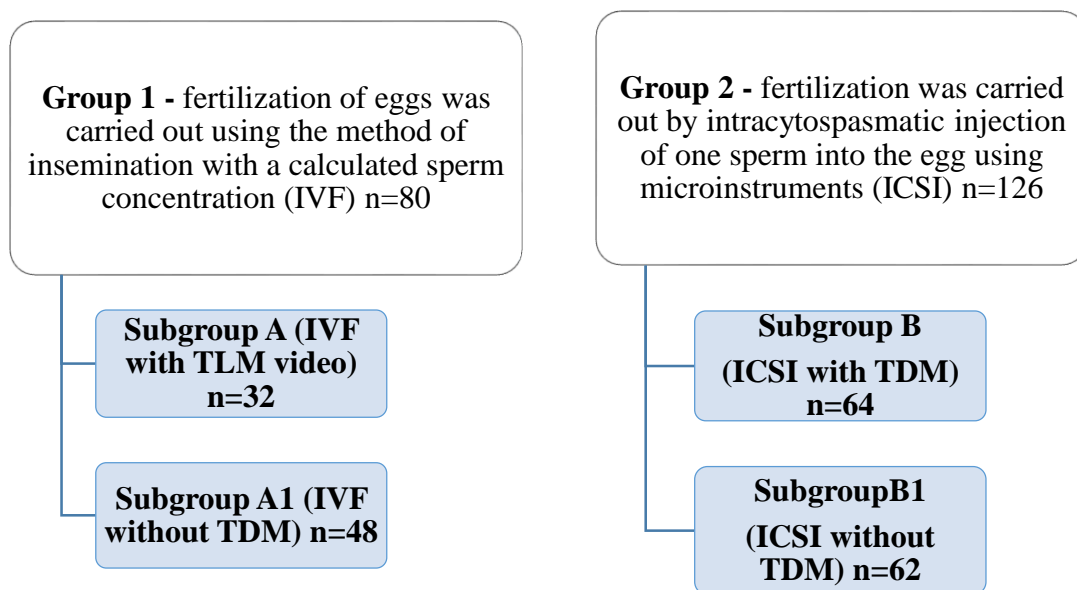 Group 1 - fertilization of eggs was
carried out using the method of
insemination with a calculated sperm
concentration (IVF) n=80
Subgroup A (IVF
with TLM video)
n=32
Subgroup A1 (IVF
without TDM) n=48
Group 2 - fertilization was carried
out by intracytospasmatic injection
of one sperm into the egg using
microinstruments (ICSI) n=126
Subgroup B
(ICSI with TDM)
n=64
SubgroupB1
(ICSI without
TDM) n=62